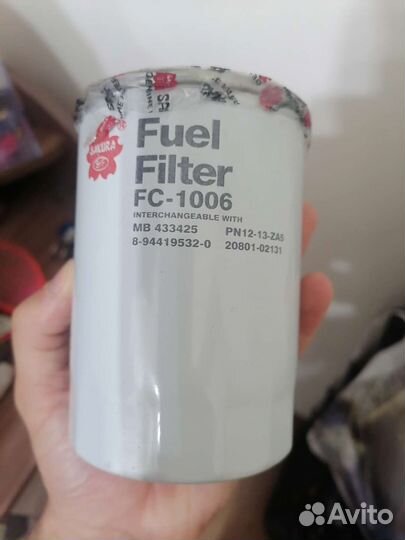 SAKURA
Fuel
Filter
FC-1006
INTERCHANGEABLE WITH
MB 433425 PN12-13-ZA5
8-94419532-0 20801-02131
Avito